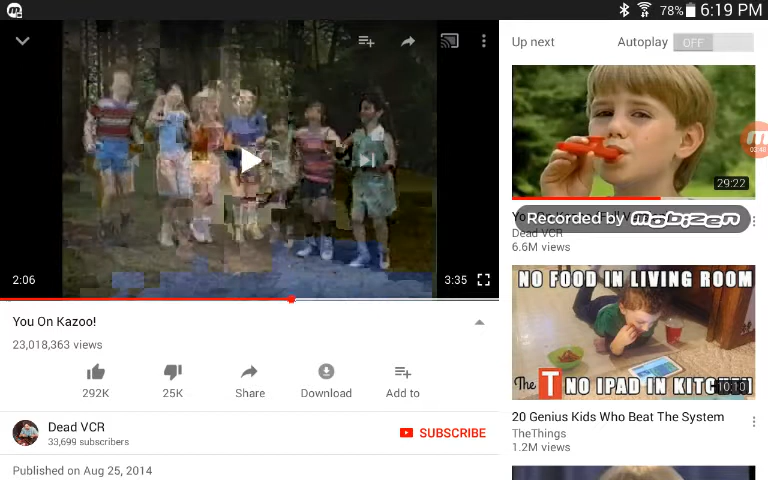 78% 6:19 PM
Up next
Autoplay OFF
2:06
3:35
29:22
03:40
Recorded by MOBIZEN
Dead VCR
6.6M views
You On Kazoo!
23,018,363 views
292K
25K
Share
Download
Add to
Dead VCR
33,699 subscribers
SUBSCRIBE
Published on Aug 25, 2014
NO FOOD IN LIVING ROOM
The T NO IPAD IN KITCHEN
10:10
20 Genius Kids Who Beat The System
TheThings
1.2M views